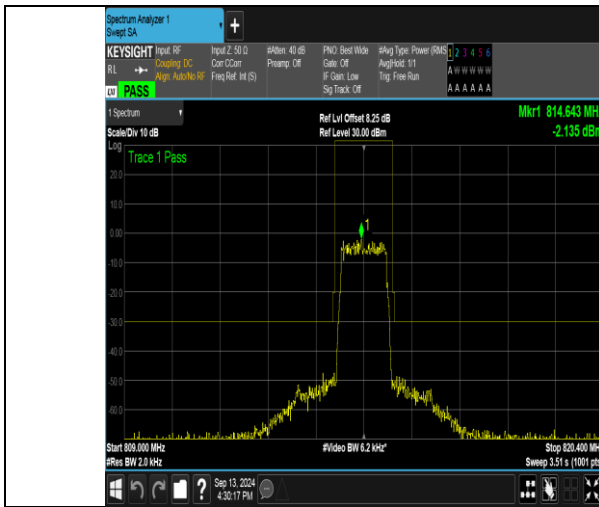 Spectrum Analyzer 1
Swept SA
KEYSIGHT Input: RF Input Z: 50 Ω #Atten: 40 dB PNO: Best Wide #Avg Type: Power (RMS 1 2 3 4 5 6
RL Coupling: DC Corr CCorr Preamp: Off Gate: Off Avg|Hold: 1/1 A W W W W W
Align: Auto/No RF Freq Ref: Int (S) IF Gain: Low Trig: Free Run
LXI PASS Sig Track: Off A A A A A A
1 Spectrum Ref Lvl Offset 8.25 dB Mkr1 814.643 MH
Scale/Div 10 dB Ref Level 30.00 dBm -2.135 dBm
Log
Trace 1 Pass
20.0
10.0
1
0.00
-10.0
-20.0
-30.0
-50.0
-60.0
Start 809.000 MHz #Video BW 6.2 kHz* Stop 820.400 MH
#Res BW 2.0 kHz Sweep 3.51 s (1001 pts
? Sep 13, 2024
4:30:17 PM